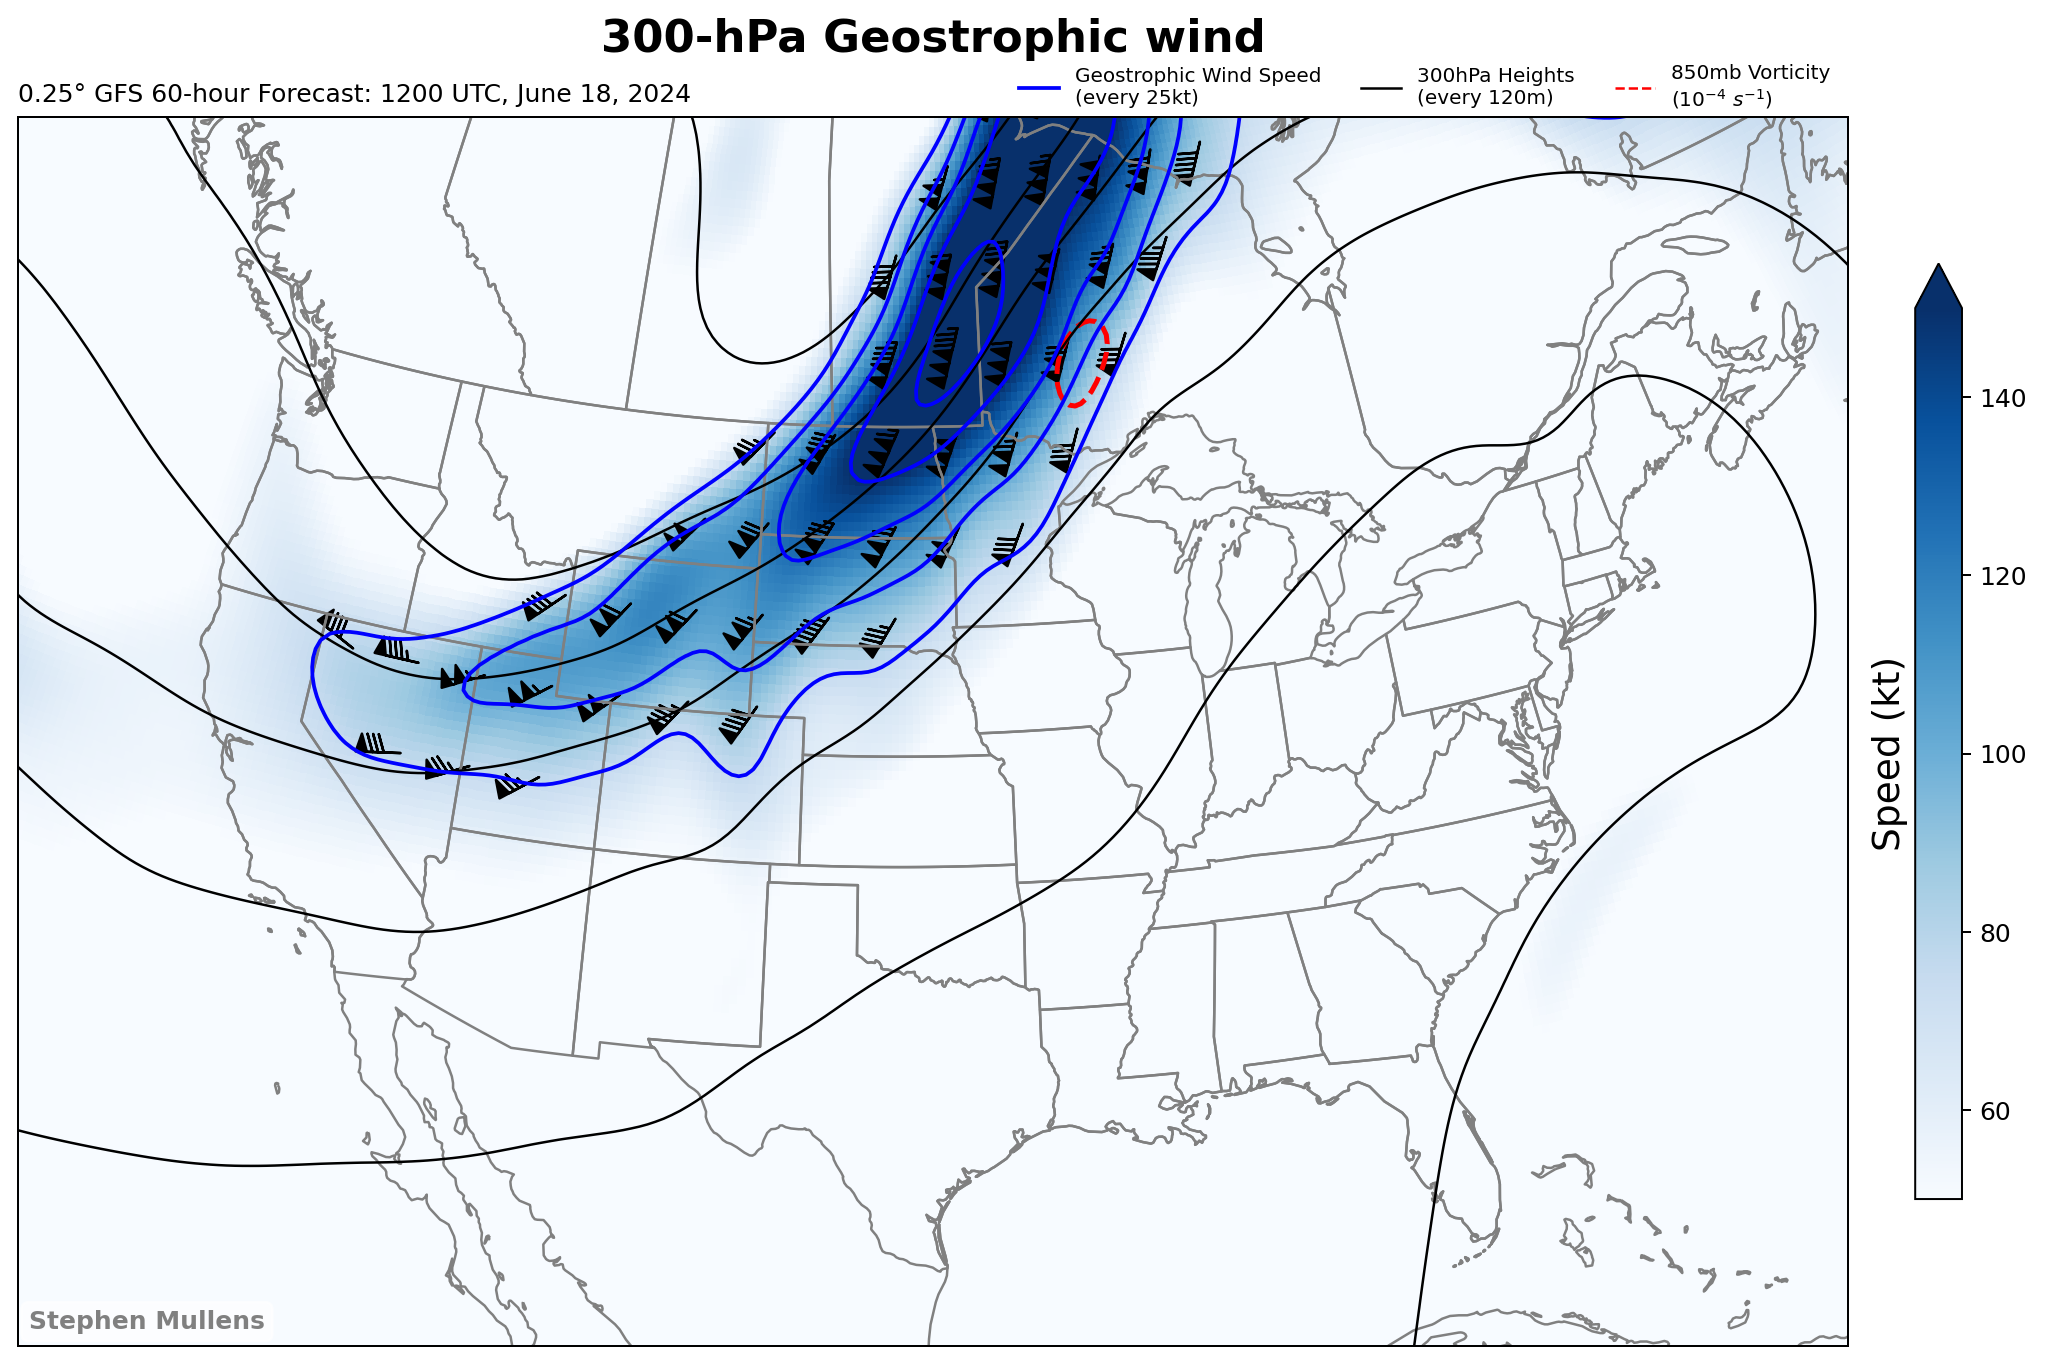 300-hPa Geostrophic wind
0.25° GFS 60-hour Forecast: 1200 UTC, June 18, 2024
Geostrophic Wind Speed
(every 25kt)
300hPa Heights
(every 120m)
850mb Vorticity
(10⁻⁴ s⁻¹)
140
120
100
80
60
Speed (kt)
Stephen Mullens